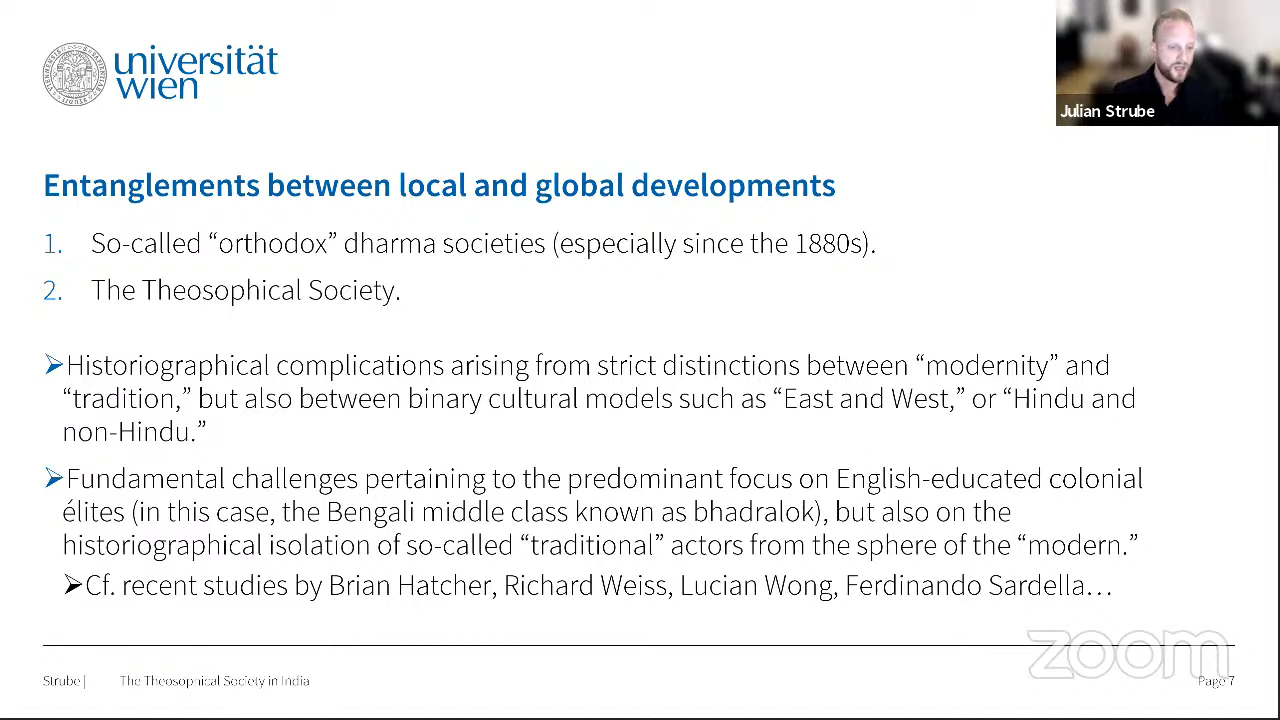 universität
wien
Julian Strube
Entanglements between local and global developments
1. So-called “orthodox” dharma societies (especially since the 1880s).
2. The Theosophical Society.
➢Historiographical complications arising from strict distinctions between “modernity” and
“tradition,” but also between binary cultural models such as “East and West,” or “Hindu and
non-Hindu.”
➢Fundamental challenges pertaining to the predominant focus on English-educated colonial
élites (in this case, the Bengali middle class known as bhadralok), but also on the
historiographical isolation of so-called “traditional” actors from the sphere of the “modern.”
➢Cf. recent studies by Brian Hatcher, Richard Weiss, Lucian Wong, Ferdinando Sardella…
zoom
Strube | The Theosophical Society in India Page 7